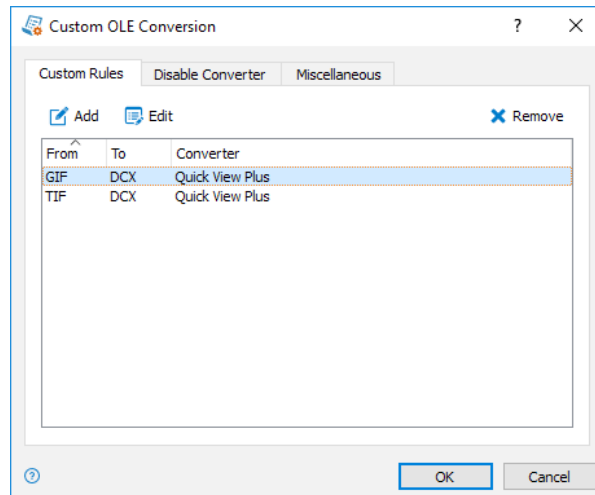 Custom OLE Conversion ?
Custom Rules Disable Converter Miscellaneous
Add Edit Remove
From To Converter
GIF DCX Quick View Plus
TIF DCX Quick View Plus
? OK Cancel